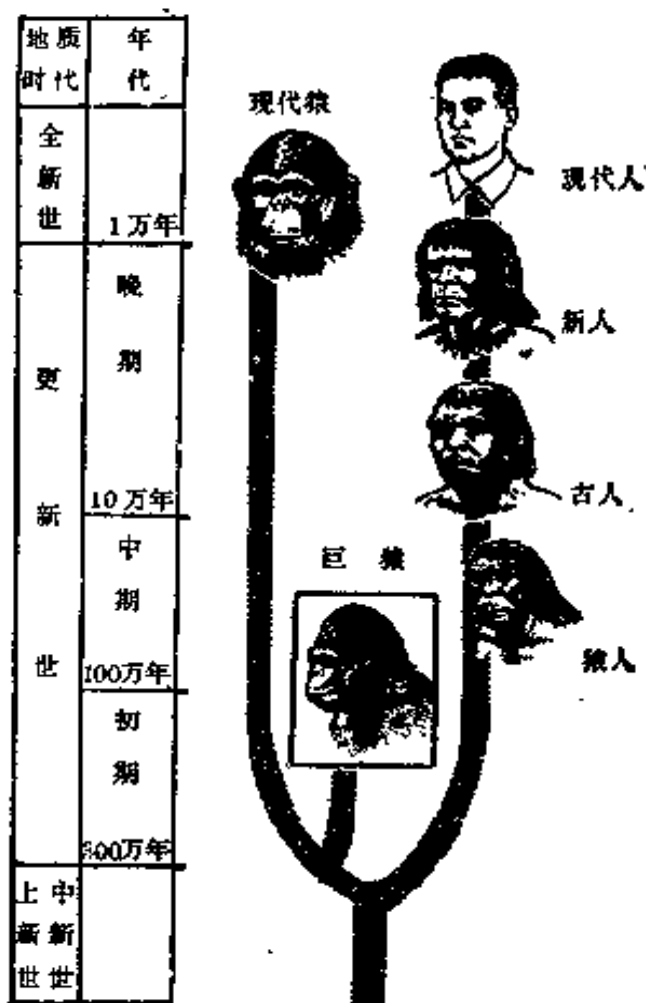 地质时代
年代
全新世
1万年
更新世
晚期
10万年
中期
100万年
初期
万年
上新世
中新世
现代猿
现代人
新人
古人
巨猿
猿人